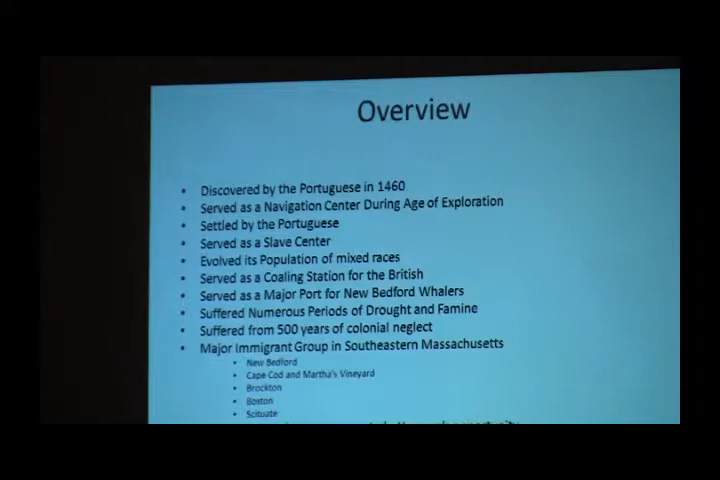 Overview
• Discovered by the Portuguese in 1460
• Served as a Navigation Center During Age of Exploration
• Settled by the Portuguese
• Served as a Slave Center
• Evolved its Population of mixed races
• Served as a Coaling Station for the British
• Served as a Major Port for New Bedford Whalers
• Suffered Numerous Periods of Drought and Famine
• Suffered from 500 years of colonial neglect
• Major Immigrant Group in Southeastern Massachusetts
• New Bedford
• Cape Cod and Martha's Vineyard
• Brockton
• Boston
• Scituate
opportunity